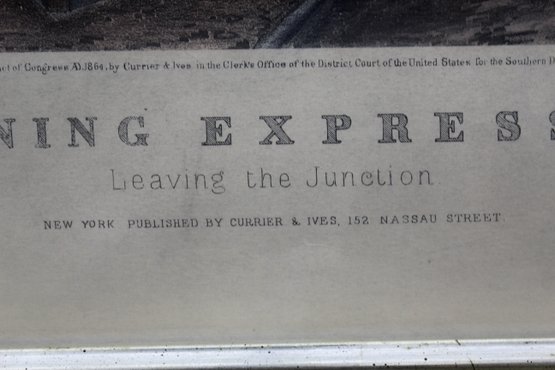 ct of Congress A.D. 1864, by Currier & Ives in the Clerk's Office of the District Court of the United States for the Southern D
NING EXPRESS
Leaving the Junction
NEW YORK PUBLISHED BY CURRIER & IVES, 152 NASSAU STREET.